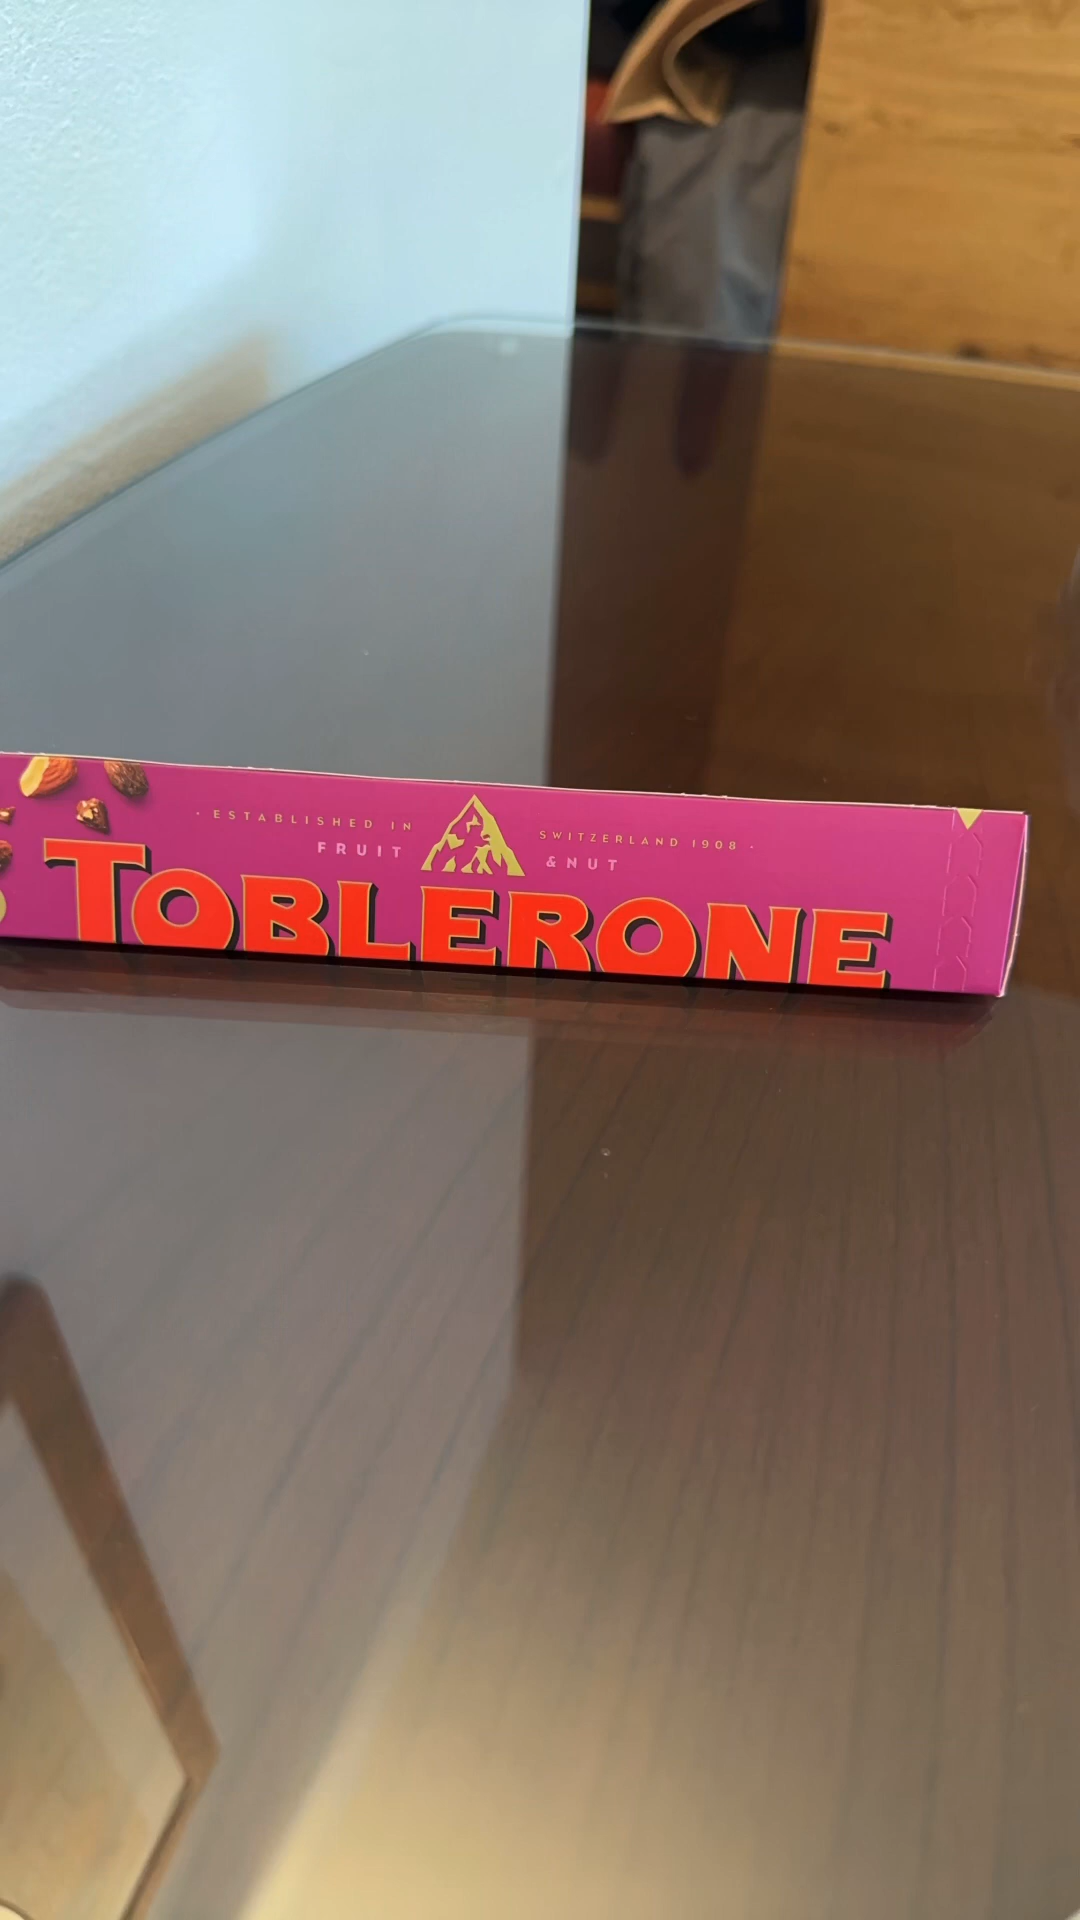 · ESTABLISHED IN SWITZERLAND 1908 ·
FRUIT & NUT
TOBLERONE